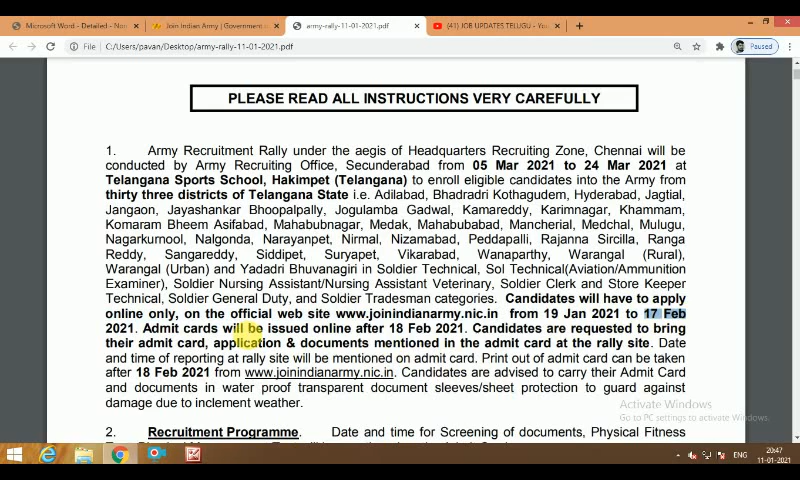 Microsoft Word - Detailed - Not
Join Indian Army | Government o
army-rally-11-01-2021.pdf
(41) JOB UPDATES TELUGU - You
File | C:/Users/pavan/Desktop/army-rally-11-01-2021.pdf
Paused
PLEASE READ ALL INSTRUCTIONS VERY CAREFULLY
1. Army Recruitment Rally under the aegis of Headquarters Recruiting Zone, Chennai will be
conducted by Army Recruiting Office, Secunderabad from 05 Mar 2021 to 24 Mar 2021 at
Telangana Sports School, Hakimpet (Telangana) to enroll eligible candidates into the Army from
thirty three districts of Telangana State i.e. Adilabad, Bhadradri Kothagudem, Hyderabad, Jagtial,
Jangaon, Jayashankar Bhoopalpally, Jogulamba Gadwal, Kamareddy, Karimnagar, Khammam,
Komaram Bheem Asifabad, Mahabubnagar, Medak, Mahabubabad, Mancherial, Medchal, Mulugu,
Nagarkurnool, Nalgonda, Narayanpet, Nirmal, Nizamabad, Peddapalli, Rajanna Sircilla, Ranga
Reddy, Sangareddy, Siddipet, Suryapet, Vikarabad, Wanaparthy, Warangal (Rural),
Warangal (Urban) and Yadadri Bhuvanagiri in Soldier Technical, Sol Technical(Aviation/Ammunition
Examiner), Soldier Nursing Assistant/Nursing Assistant Veterinary, Soldier Clerk and Store Keeper
Technical, Soldier General Duty, and Soldier Tradesman categories. Candidates will have to apply
online only, on the official web site www.joinindianarmy.nic.in from 19 Jan 2021 to 17 Feb
2021. Admit cards will be issued online after 18 Feb 2021. Candidates are requested to bring
their admit card, application & documents mentioned in the admit card at the rally site. Date
and time of reporting at rally site will be mentioned on admit card. Print out of admit card can be taken
after 18 Feb 2021 from www.joinindianarmy.nic.in. Candidates are advised to carry their Admit Card
and documents in water proof transparent document sleeves/sheet protection to guard against
damage due to inclement weather.
Activate Windows
Go to PC settings to activate Windows.
2. Recruitment Programme. Date and time for Screening of documents, Physical Fitness
ENG
20:47
11-01-2021